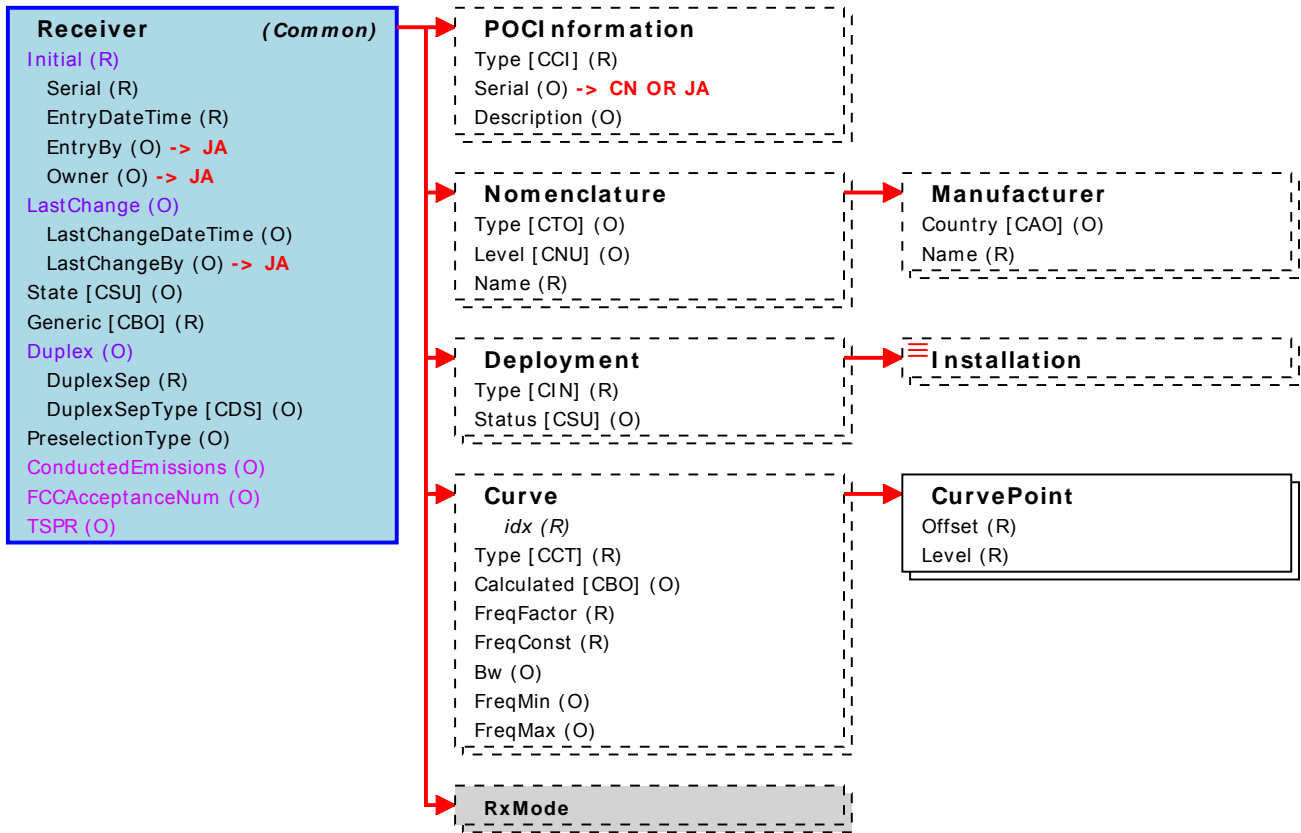 Receiver (Common)
Initial (R)
Serial (R)
EntryDateTime (R)
EntryBy (O) -> JA
Owner (O) -> JA
LastChange (O)
LastChangeDateTime (O)
LastChangeBy (O) -> JA
State [CSU] (O)
Generic [CBO] (R)
Duplex (O)
DuplexSep (R)
DuplexSepType [CDS] (O)
PreselectionType (O)
ConductedEmissions (O)
FCCAcceptanceNum (O)
TSPR (O)
POCInformation
Type [CCI] (R)
Serial (O) -> CN OR JA
Description (O)
Nomenclature
Type [CTO] (O)
Level [CNU] (O)
Name (R)
Manufacturer
Country [CAO] (O)
Name (R)
Deployment
Type [CIN] (R)
Status [CSU] (O)
Installation
Curve
idx (R)
Type [CCT] (R)
Calculated [CBO] (O)
FreqFactor (R)
FreqConst (R)
Bw (O)
FreqMin (O)
FreqMax (O)
CurvePoint
Offset (R)
Level (R)
RxMode